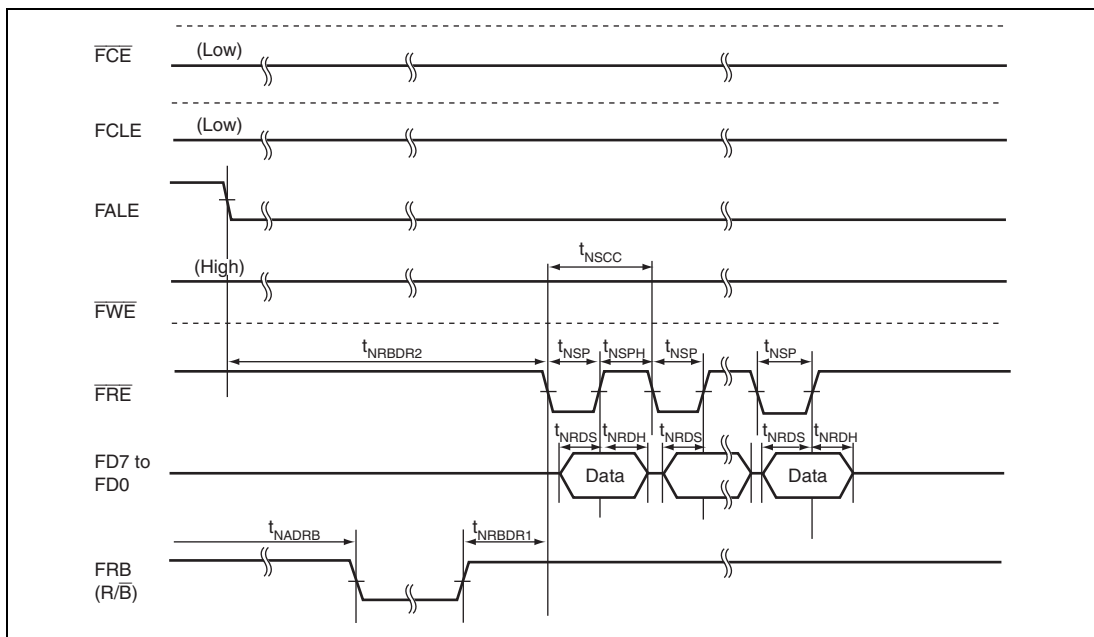 FCE (Low)
FCLE (Low)
FALE
(High)
FWE
tNSCC
tNRBDR2 tNSP tNSPH tNSP tNSP
FRE
tNRDS tNRDH tNRDS tNRDS tNRDH
FD7 to
FD0
Data Data
tNADRB tNRBDR1
FRB
(R/B)